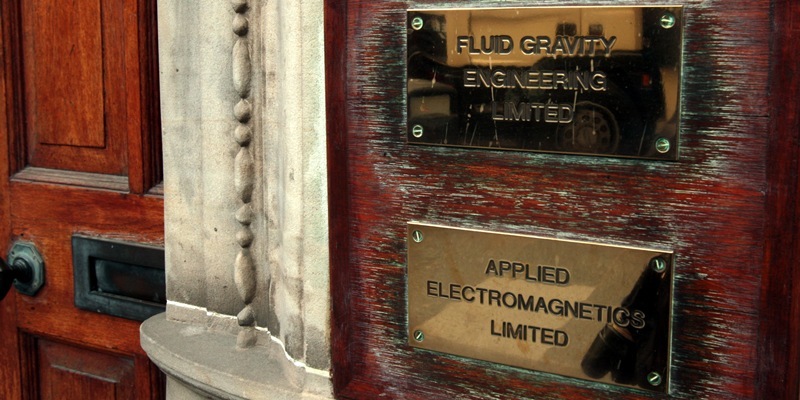 FLUID GRAVITY
ENGINEERING
LIMITED
APPLIED
ELECTROMAGNETICS
LIMITED